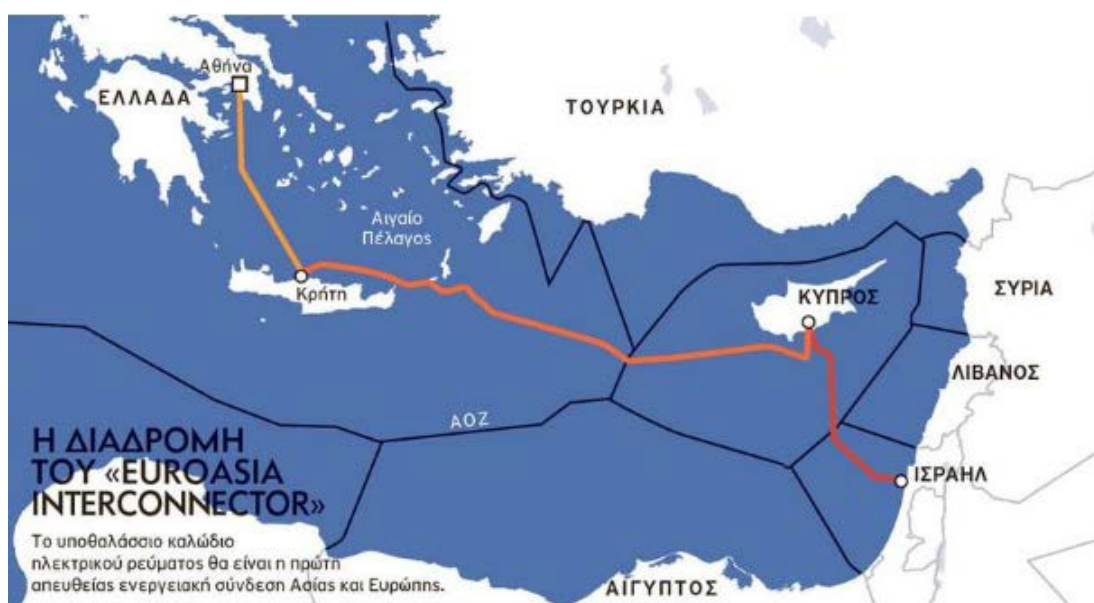 Αθήνα
ΕΛΛΑΔΑ
ΤΟΥΡΚΙΑ
Αιγαίο
Πέλαγος
Κρήτη
ΚΥΠΡΟΣ
ΣΥΡΙΑ
ΛΙΒΑΝΟΣ
ΑΟΖ
ΙΣΡΑΗΛ
Η ΔΙΑΔΡΟΜΗ
ΤΟΥ «EUROASIA
INTERCONNECTOR»
Το υποθαλάσσιο καλώδιο
ηλεκτρικού ρεύματος θα είναι η πρώτη
απευθείας ενεργειακή σύνδεση Ασίας και Ευρώπης.
ΑΙΓΥΠΤΟΣ